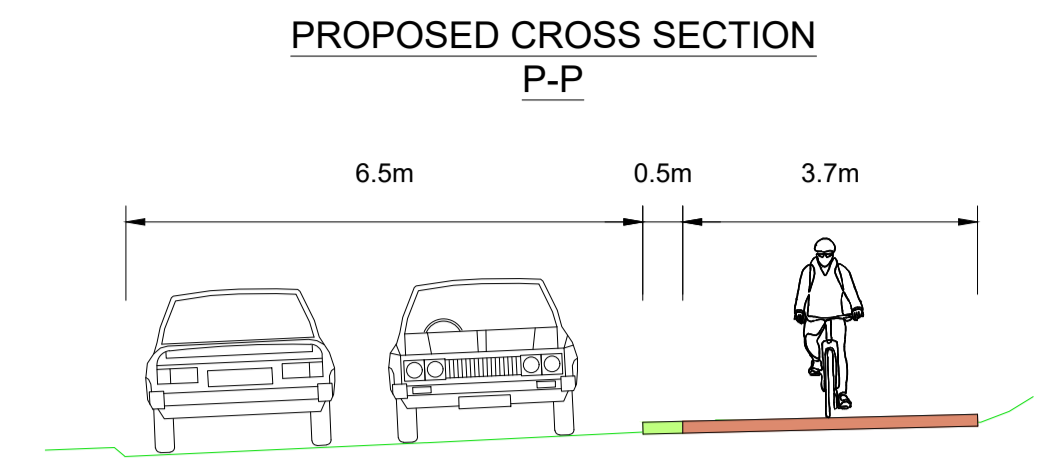 PROPOSED CROSS SECTION
P-P
6.5m 0.5m 3.7m